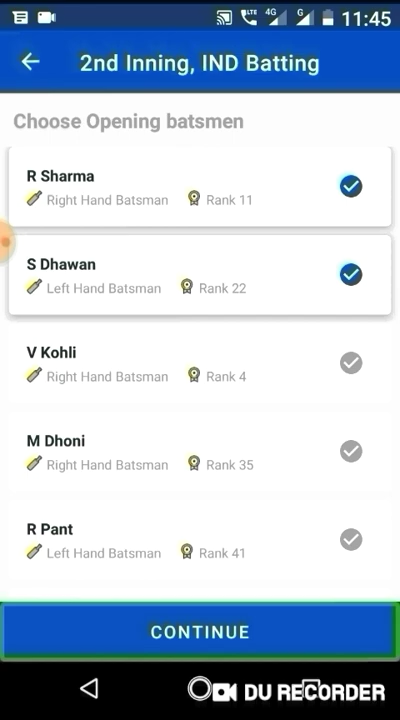 LTE 4G G 11:45
2nd Inning, IND Batting
Choose Opening batsmen
R Sharma
Right Hand Batsman Rank 11
S Dhawan
Left Hand Batsman Rank 22
V Kohli
Right Hand Batsman Rank 4
M Dhoni
Right Hand Batsman Rank 35
R Pant
Left Hand Batsman Rank 41
CONTINUE
DU RECORDER